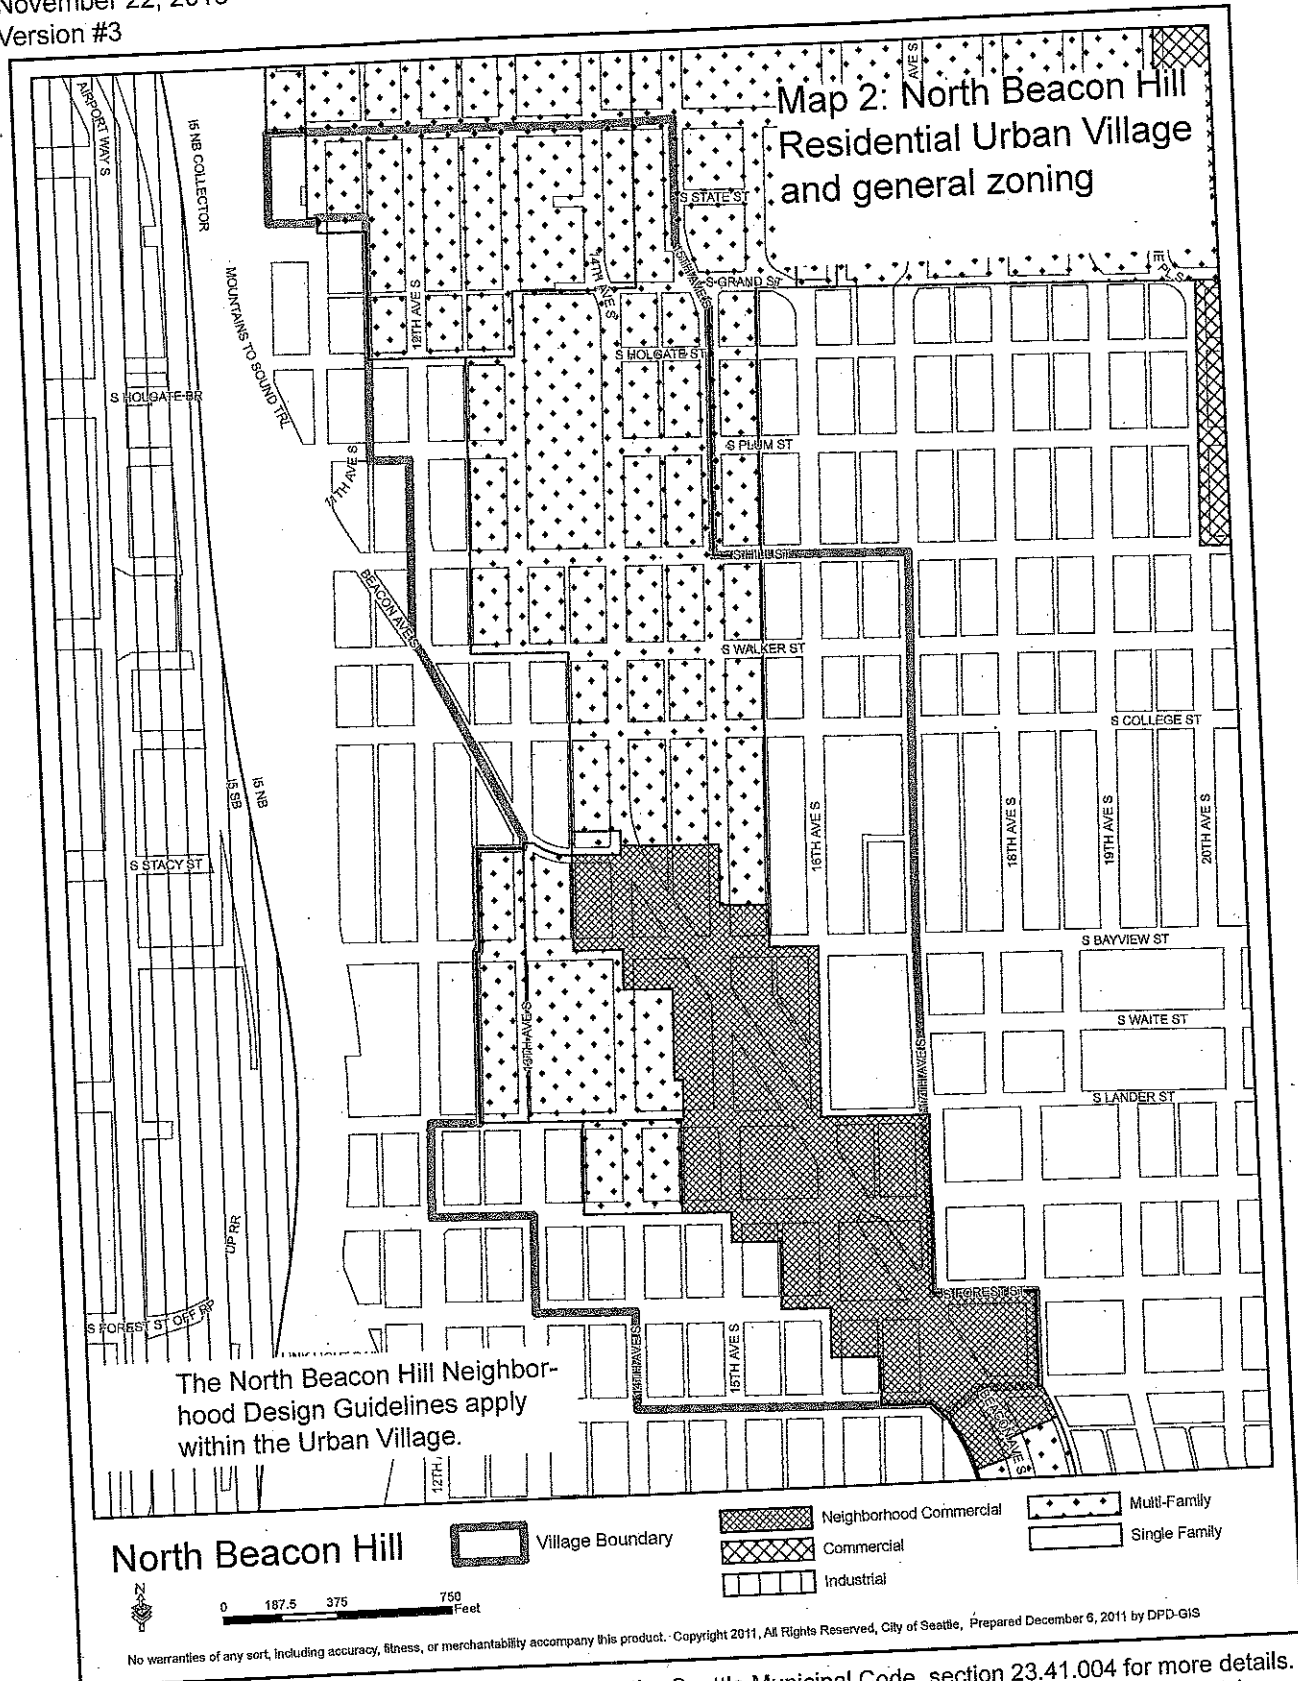 November 22, 2013
Version #3
Map 2: North Beacon Hill
Residential Urban Village
and general zoning
AIRPORT WAY S
I5 NB COLLECTOR
AVE S
S STATE ST
14TH AVE S
15TH AVE S
S GRAND ST
PL S
MOUNTAINS TO SOUND TRL
12TH AVE S
S HOLGATE ST
S HOLGATE BR
S PLUM ST
11TH AVE S
S HILL ST
BEACON AVE S
S WALKER ST
S COLLEGE ST
I5 SB
I5 NB
16TH AVE S
18TH AVE S
19TH AVE S
20TH AVE S
S STACY ST
S BAYVIEW ST
S WAITE ST
13TH AVE S
17TH AVE S
S LANDER ST
UP RR
S FOREST ST
S FOREST ST OFF RP
14TH AVE S
15TH AVE S
BEACON AVE S
12TH
The North Beacon Hill Neighbor-
hood Design Guidelines apply
within the Urban Village.
North Beacon Hill
Village Boundary
Neighborhood Commercial
Commercial
Industrial
Multi-Family
Single Family
N
0 187.5 375 750
Feet
No warranties of any sort, including accuracy, fitness, or merchantability accompany this product. Copyright 2011, All Rights Reserved, City of Seattle, Prepared December 6, 2011 by DPD-GIS
Seattle Municipal Code, section 23.41.004 for more details.